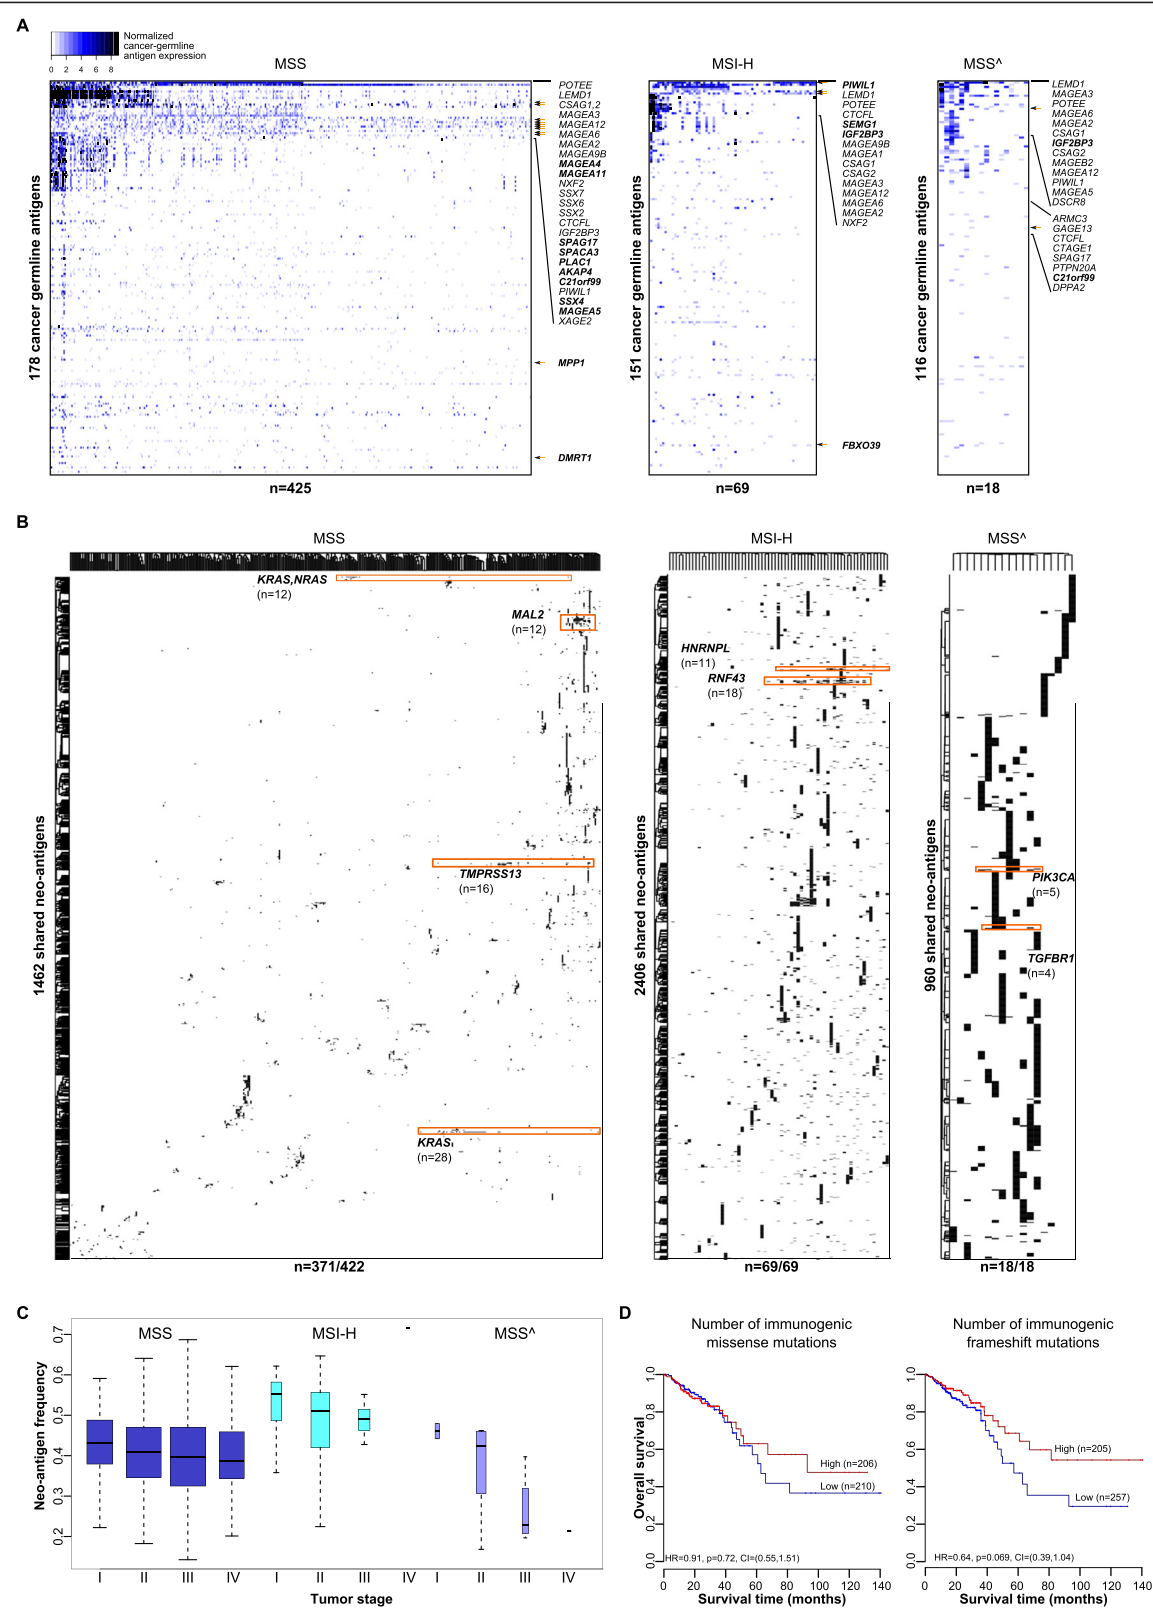 A
Normalized
cancer-germline
antigen expression
0 2 4 6 8
MSS
MSI-H
MSS^
178 cancer germline antigens
POTEE
LEMD1
CSAG1,2
MAGEA3
MAGEA12
MAGEA6
MAGEA2
MAGEA9B
MAGEA4
MAGEA11
NXF2
SSX7
SSX6
SSX2
CTCFL
IGF2BP3
SPAG17
SPACA3
PLAC1
AKAP4
C21orf99
PIWIL1
SSX4
MAGEA5
XAGE2
MPP1
DMRT1
n=425
151 cancer germline antigens
PIWIL1
LEMD1
POTEE
CTCFL
SEMG1
IGF2BP3
MAGEA9B
MAGEA1
CSAG1
CSAG2
MAGEA3
MAGEA12
MAGEA6
MAGEA2
NXF2
FBXO39
n=69
116 cancer germline antigens
LEMD1
MAGEA3
POTEE
MAGEA6
MAGEA2
CSAG1
IGF2BP3
CSAG2
MAGEB2
MAGEA12
PIWIL1
MAGEA5
DSCR8
ARMC3
GAGE13
CTCFL
CTAGE1
SPAG17
PTPN20A
C21orf99
DPPA2
n=18
B
MSS
MSI-H
MSS^
1462 shared neo-antigens
KRAS,NRAS
(n=12)
MAL2
(n=12)
TMPRSS13
(n=16)
KRAS
(n=28)
n=371/422
2406 shared neo-antigens
HNRNPL
(n=11)
RNF43
(n=18)
n=69/69
960 shared neo-antigens
PIK3CA
(n=5)
TGFBR1
(n=4)
n=18/18
C
MSS
MSI-H
MSS^
Neo-antigen frequency
0.7
0.6
0.5
0.4
0.3
0.2
I II III IV I II III IV I II III IV
Tumor stage
D
Number of immunogenic
missense mutations
Overall survival
1.0
0.8
0.6
0.4
0.2
0.0
High (n=206)
Low (n=210)
HR=0.91, p=0.72, CI=(0.55,1.51)
0 20 40 60 80 100 120 140
Survival time (months)
Number of immunogenic
frameshift mutations
1.0
0.8
0.6
0.4
0.2
0.0
High (n=205)
Low (n=257)
HR=0.64, p=0.069, CI=(0.39,1.04)
0 20 40 60 80 100 120 140
Survival time (months)